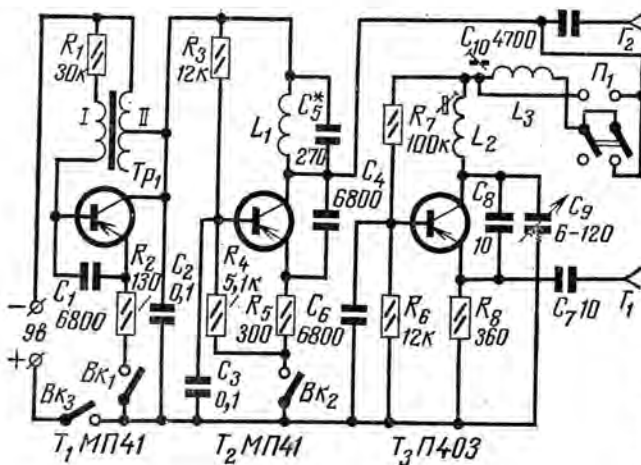 R1
30к
R3
12к
C10 4700
Г2
П1
I
II
L1
C5*
270
R7
100к
L2
L3
Тр1
C4
6800
C8
10
C9
6-120
R2
130
C2
0,1
R4
5,1к
R5
300
C6
6800
R6
12к
R8
360
C7 10
Г1
C1
6800
−
9в
+
Вк1
C3
0,1
Вк2
Вк3
T1 МП41
T2 МП41
T3 П403